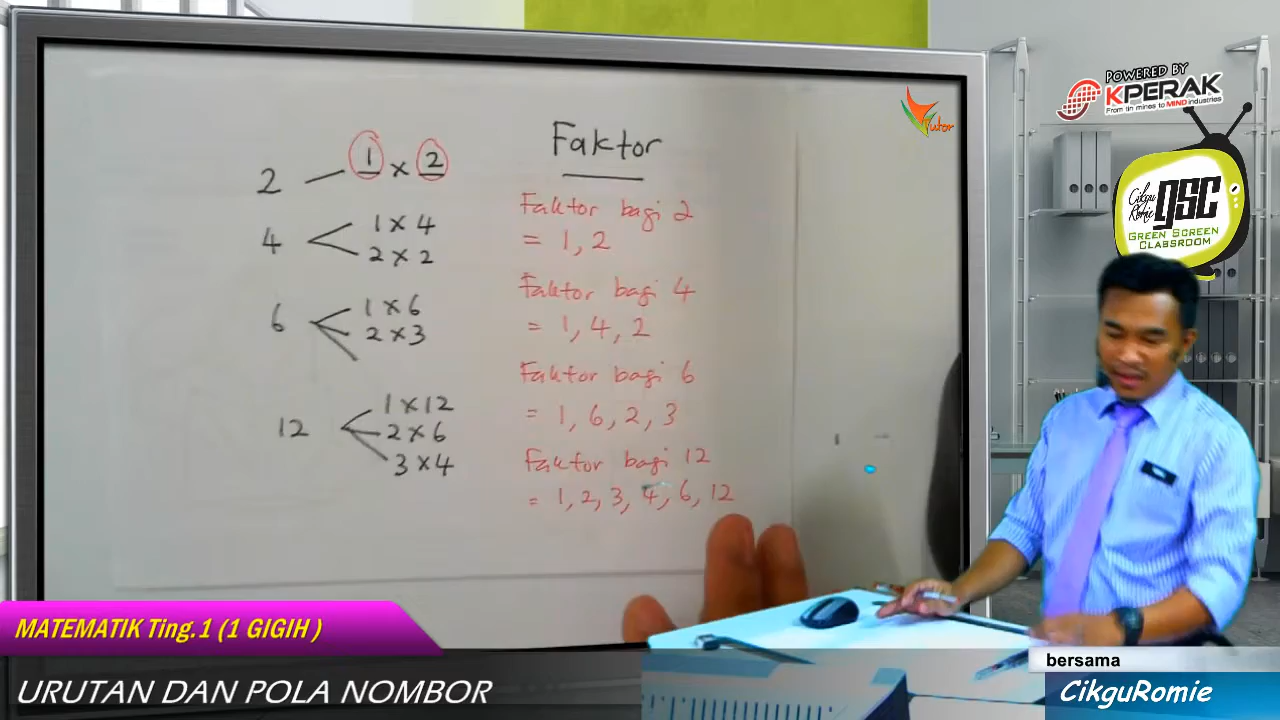 Faktor
2 — 1 × 2
4 < 1 × 4
2 × 2
6 < 1 × 6
2 × 3
12 < 1 × 12
2 × 6
3 × 4
Faktor bagi 2
= 1, 2
Faktor bagi 4
= 1, 4, 2
Faktor bagi 6
= 1, 6, 2, 3
Faktor bagi 12
= 1, 2, 3, 4, 6, 12
Tutor
POWERED BY
KPERAK
From tin mines to MIND industries
Cikgu
Romie GSC
GREEN SCREEN
CLASSROOM
MATEMATIK Ting.1 (1 GIGIH )
URUTAN DAN POLA NOMBOR
bersama
CikguRomie